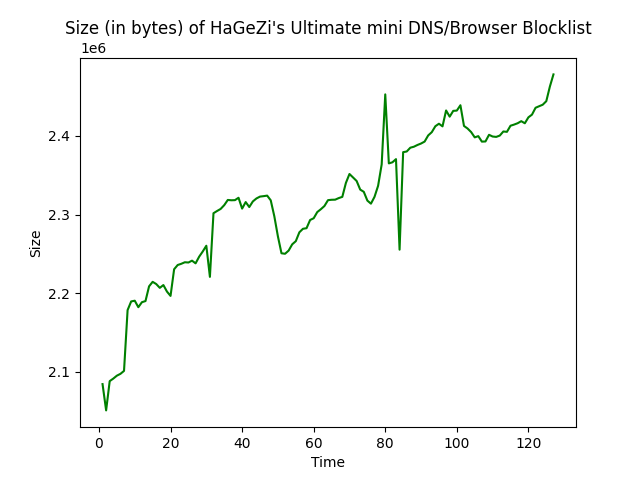 Size (in bytes) of HaGeZi's Ultimate mini DNS/Browser Blocklist
1e6
2.4
2.3
2.2
2.1
Size
0 20 40 60 80 100 120
Time